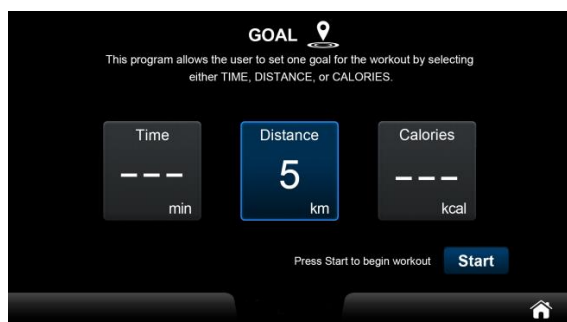 GOAL
This program allows the user to set one goal for the workout by selecting
either TIME, DISTANCE, or CALORIES.
Time
Distance
Calories
---
5
---
min
km
kcal
Press Start to begin workout
Start